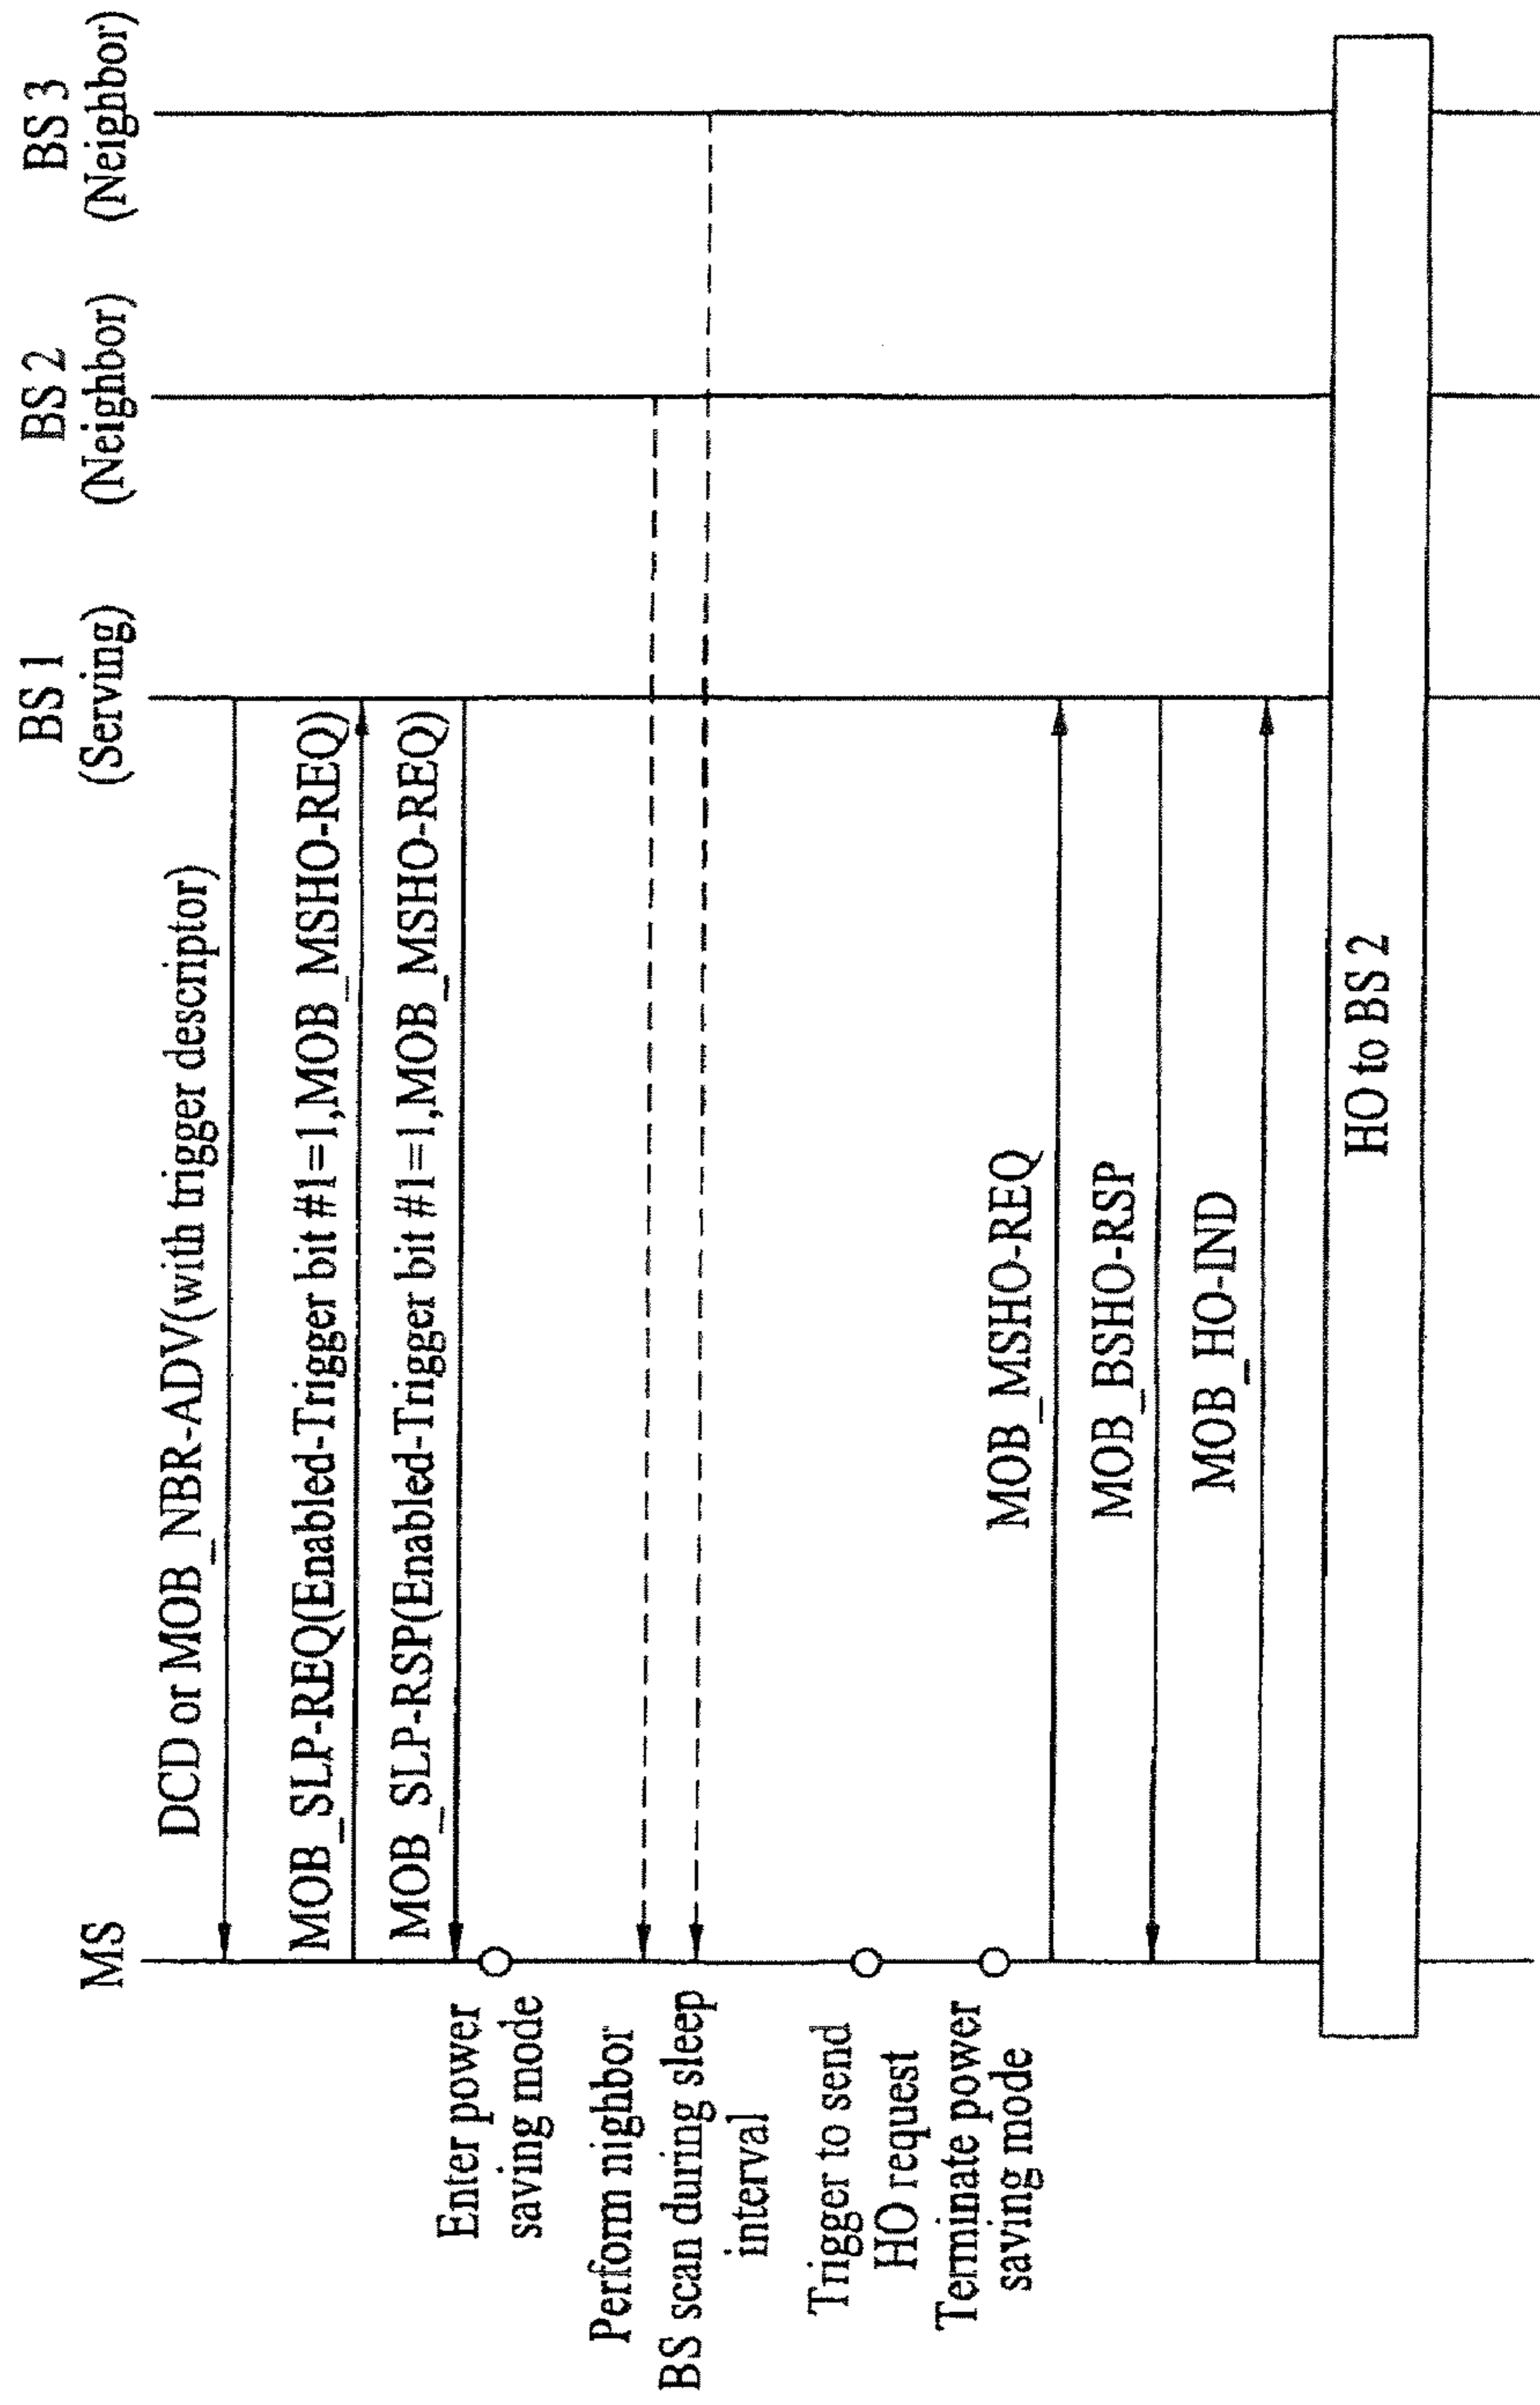 MS
BS 1
(Serving)
BS 2
(Neighbor)
BS 3
(Neighbor)
DCD or MOB_NBR-ADV(with trigger descriptor)
MOB_SLP-REQ(Enabled-Trigger bit #1=1,MOB_MSHO-REQ)
MOB_SLP-RSP(Enabled-Trigger bit #1=1,MOB_MSHO-REQ)
Enter power
saving mode
Perform nighbor
BS scan during sleep
interval
Trigger to send
HO request
Terminate power
saving mode
MOB_MSHO-REQ
MOB_BSHO-RSP
MOB_HO-IND
HO to BS 2